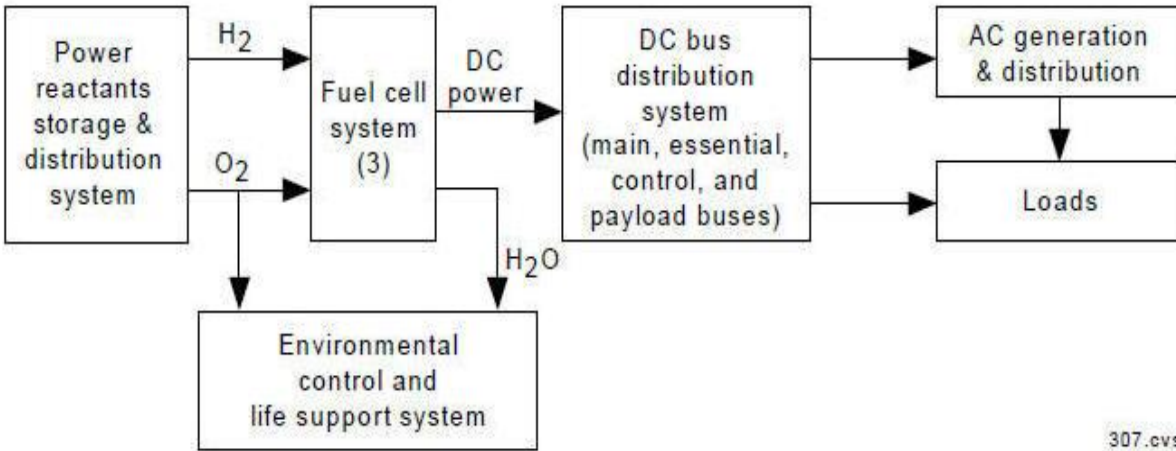 Power
reactants
storage &
distribution
system
H2
O2
Fuel cell
system
(3)
DC
power
H2O
DC bus
distribution
system
(main, essential,
control, and
payload buses)
AC generation
& distribution
Loads
Environmental
control and
life support system
307.cvs